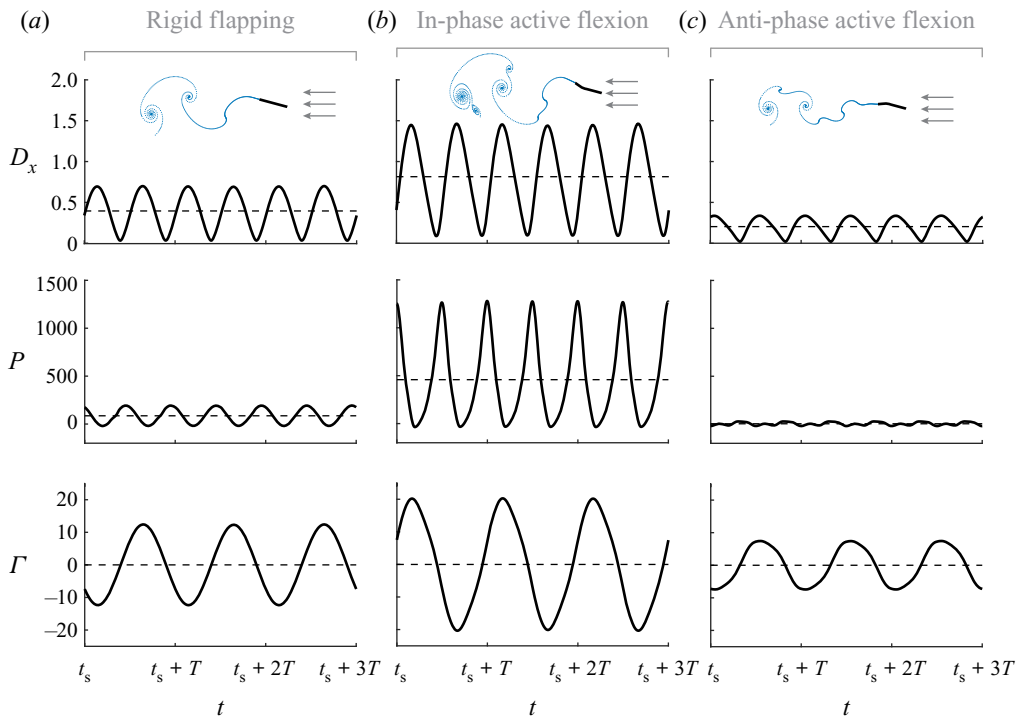 (a) Rigid flapping (b) In-phase active flexion (c) Anti-phase active flexion
2.0
1.5
D_x 1.0
0.5
0
1500
1000
P 500
0
20
10
Γ 0
−10
−20
t_s t_s + T t_s + 2T t_s + 3T t_s t_s + T t_s + 2T t_s + 3T t_s t_s + T t_s + 2T t_s + 3T
t t t